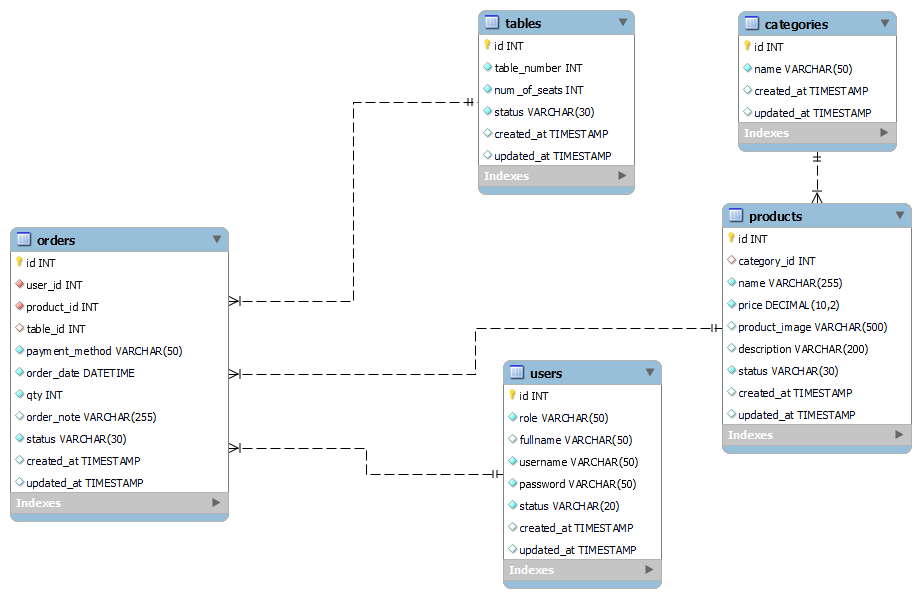 tables
id INT
table_number INT
num_of_seats INT
status VARCHAR(30)
created_at TIMESTAMP
updated_at TIMESTAMP
Indexes
categories
id INT
name VARCHAR(50)
created_at TIMESTAMP
updated_at TIMESTAMP
Indexes
orders
id INT
user_id INT
product_id INT
table_id INT
payment_method VARCHAR(50)
order_date DATETIME
qty INT
order_note VARCHAR(255)
status VARCHAR(30)
created_at TIMESTAMP
updated_at TIMESTAMP
Indexes
products
id INT
category_id INT
name VARCHAR(255)
price DECIMAL(10,2)
product_image VARCHAR(500)
description VARCHAR(200)
status VARCHAR(30)
created_at TIMESTAMP
updated_at TIMESTAMP
Indexes
users
id INT
role VARCHAR(50)
fullname VARCHAR(50)
username VARCHAR(50)
password VARCHAR(50)
status VARCHAR(20)
created_at TIMESTAMP
updated_at TIMESTAMP
Indexes